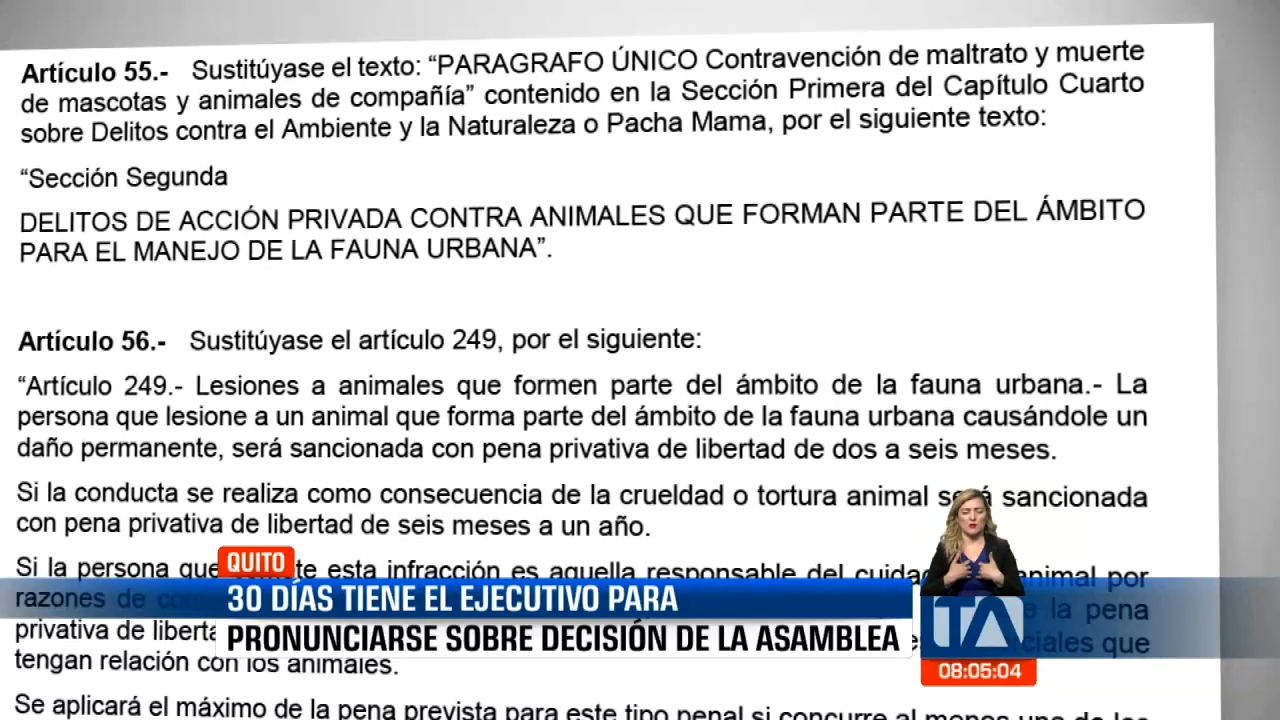 Artículo 55.- Sustitúyase el texto: “PARAGRAFO ÚNICO Contravención de maltrato y muerte
de mascotas y animales de compañía” contenido en la Sección Primera del Capítulo Cuarto
sobre Delitos contra el Ambiente y la Naturaleza o Pacha Mama, por el siguiente texto:
“Sección Segunda
DELITOS DE ACCIÓN PRIVADA CONTRA ANIMALES QUE FORMAN PARTE DEL ÁMBITO
PARA EL MANEJO DE LA FAUNA URBANA”.
Artículo 56.- Sustitúyase el artículo 249, por el siguiente:
“Artículo 249.- Lesiones a animales que formen parte del ámbito de la fauna urbana.- La
persona que lesione a un animal que forma parte del ámbito de la fauna urbana causándole un
daño permanente, será sancionada con pena privativa de libertad de dos a seis meses.
Si la conducta se realiza como consecuencia de la crueldad o tortura animal será sancionada
con pena privativa de libertad de seis meses a un año.
Si la persona que esta infracción es aquella responsable del animal por
razones de la pena
privativa de que
tengan relación con los animales.
Se aplicará el máximo de la pena prevista para este tipo penal si concurre al menos una de
QUITO
30 DÍAS TIENE EL EJECUTIVO PARA
PRONUNCIARSE SOBRE DECISIÓN DE LA ASAMBLEA
TA
08:05:04